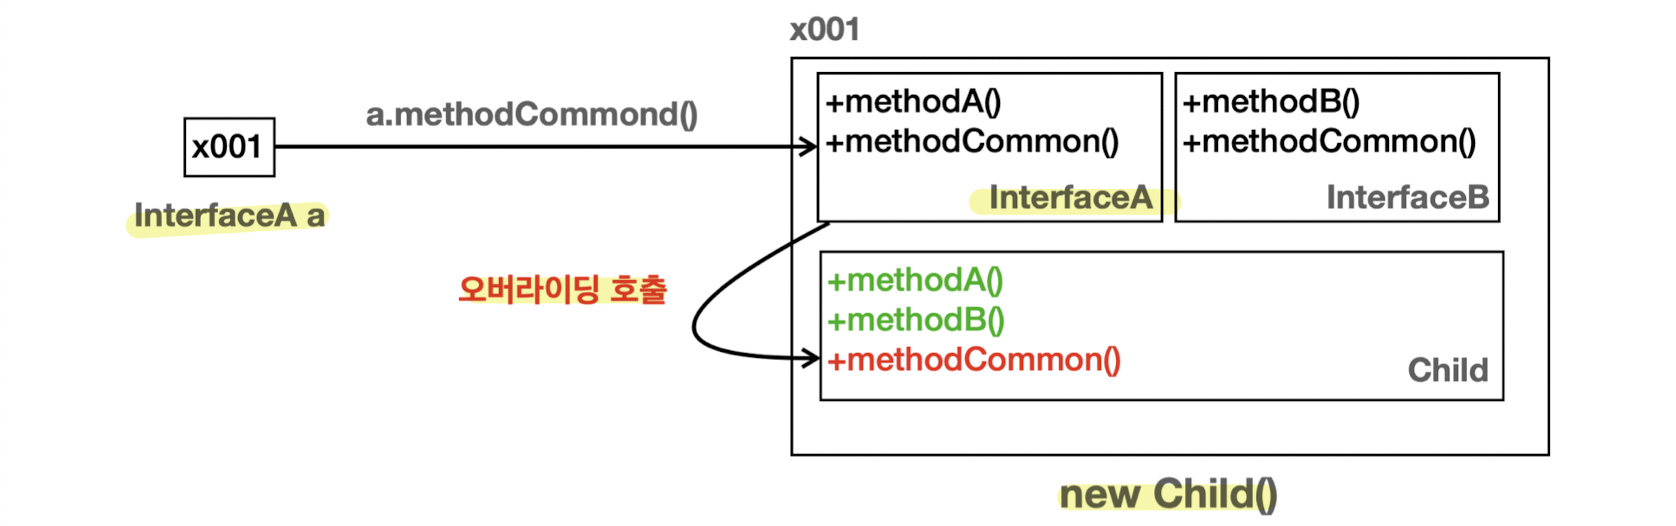 x001
a.methodCommond()
x001
InterfaceA a
+methodA()
+methodCommon()
InterfaceA
+methodB()
+methodCommon()
InterfaceB
오버라이딩 호출
+methodA()
+methodB()
+methodCommon()
Child
new Child()